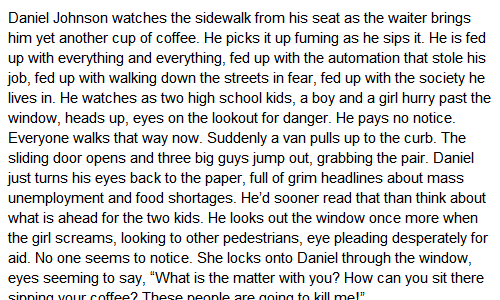 Daniel Johnson watches the sidewalk from his seat as the waiter brings
him yet another cup of coffee. He picks it up fuming as he sips it. He is fed
up with everything and everything, fed up with the automation that stole his
job, fed up with walking down the streets in fear, fed up with the society he
lives in. He watches as two high school kids, a boy and a girl hurry past the
window, heads up, eyes on the lookout for danger. He pays no notice.
Everyone walks that way now. Suddenly a van pulls up to the curb. The
sliding door opens and three big guys jump out, grabbing the pair. Daniel
just turns his eyes back to the paper, full of grim headlines about mass
unemployment and food shortages. He’d sooner read that than think about
what is ahead for the two kids. He looks out the window once more when
the girl screams, looking to other pedestrians, eye pleading desperately for
aid. No one seems to notice. She locks onto Daniel through the window,
eyes seeming to say, “What is the matter with you? How can you sit there
sipping your coffee? These people are going to kill me!”